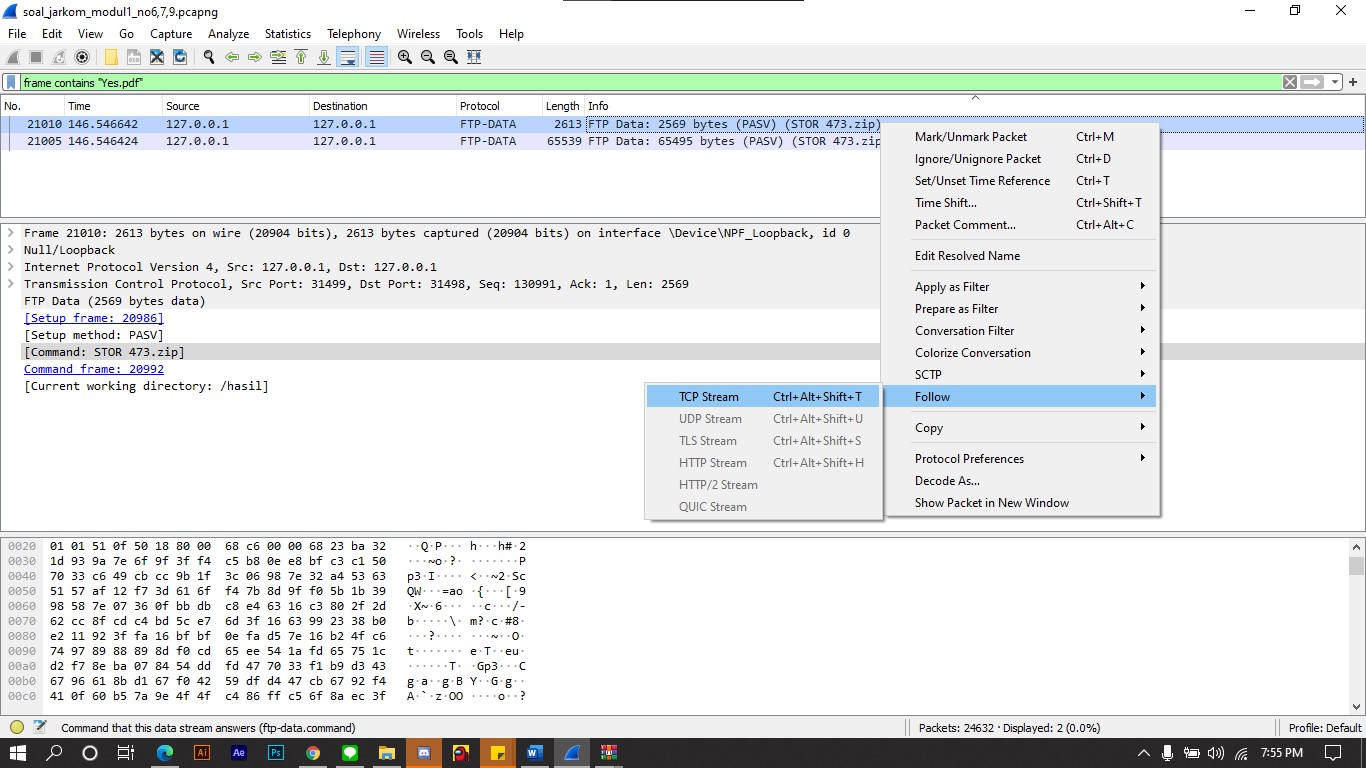 soal_jarkom_modul1_no6,7,9.pcapng
File Edit View Go Capture Analyze Statistics Telephony Wireless Tools Help
frame contains "Yes.pdf"
No. Time Source Destination Protocol Length Info
21010 146.546642 127.0.0.1 127.0.0.1 FTP-DATA 2613 FTP Data: 2569 bytes (PASV) (STOR 473.zip)
21005 146.546424 127.0.0.1 127.0.0.1 FTP-DATA 65539 FTP Data: 65495 bytes (PASV) (STOR 473.zip
Mark/Unmark Packet Ctrl+M
Ignore/Unignore Packet Ctrl+D
Set/Unset Time Reference Ctrl+T
Time Shift... Ctrl+Shift+T
Packet Comment... Ctrl+Alt+C
Edit Resolved Name
Apply as Filter
Prepare as Filter
Conversation Filter
Colorize Conversation
SCTP
Follow
Copy
Protocol Preferences
Decode As...
Show Packet in New Window
TCP Stream Ctrl+Alt+Shift+T
UDP Stream Ctrl+Alt+Shift+U
TLS Stream Ctrl+Alt+Shift+S
HTTP Stream Ctrl+Alt+Shift+H
HTTP/2 Stream
QUIC Stream
Frame 21010: 2613 bytes on wire (20904 bits), 2613 bytes captured (20904 bits) on interface \Device\NPF_Loopback, id 0
Null/Loopback
Internet Protocol Version 4, Src: 127.0.0.1, Dst: 127.0.0.1
Transmission Control Protocol, Src Port: 31499, Dst Port: 31498, Seq: 130991, Ack: 1, Len: 2569
FTP Data (2569 bytes data)
[Setup frame: 20986]
[Setup method: PASV]
[Command: STOR 473.zip]
Command frame: 20992
[Current working directory: /hasil]
0020 01 01 51 0f 50 18 80 00 68 c6 00 00 68 23 ba 32 ··Q·P··· h···h#·2
0030 1d 93 9a 7e 6f 9f 3f f4 c5 b8 0e e8 bf c3 c1 50 ···~o·?· ·······P
0040 70 33 c6 49 cb cc 9b 1f 3c 06 98 7e 32 a4 53 63 p3·I···· <··~2·Sc
0050 51 57 af 12 f7 3d 61 6f f4 7b 8d 9f f0 5b 1b 39 QW···=ao ·{···[·9
0060 98 58 7e 07 36 0f bb db c8 e4 63 16 c3 80 2f 2d ·X~·6··· ··c···/-
0070 62 cc 8f cd c4 bd 5c e7 6d 3f 16 63 99 23 38 b0 b·····\· m?·c·#8·
0080 e2 11 92 3f fa 16 bf bf 0e fa d5 7e 16 b2 4f c6 ···?···· ···~··O·
0090 74 97 89 88 89 8d f0 cd 65 ee 54 1a fd 65 75 1c t······· e·T··eu·
00a0 d2 f7 8e ba 07 84 54 dd fd 47 70 33 f1 b9 d3 43 ······T· ·Gp3···C
00b0 67 96 61 8b d1 67 f0 42 59 df d4 47 cb 67 92 f4 g·a··g·B Y··G·g··
00c0 41 0f 60 b5 7a 9e 4f 4f c4 86 ff c5 6f 8a ec 3f A·`·z·OO ····o··?
Command that this data stream answers (ftp-data.command) Packets: 24632 · Displayed: 2 (0.0%) Profile: Default
Ai Ae Ps 7:55 PM